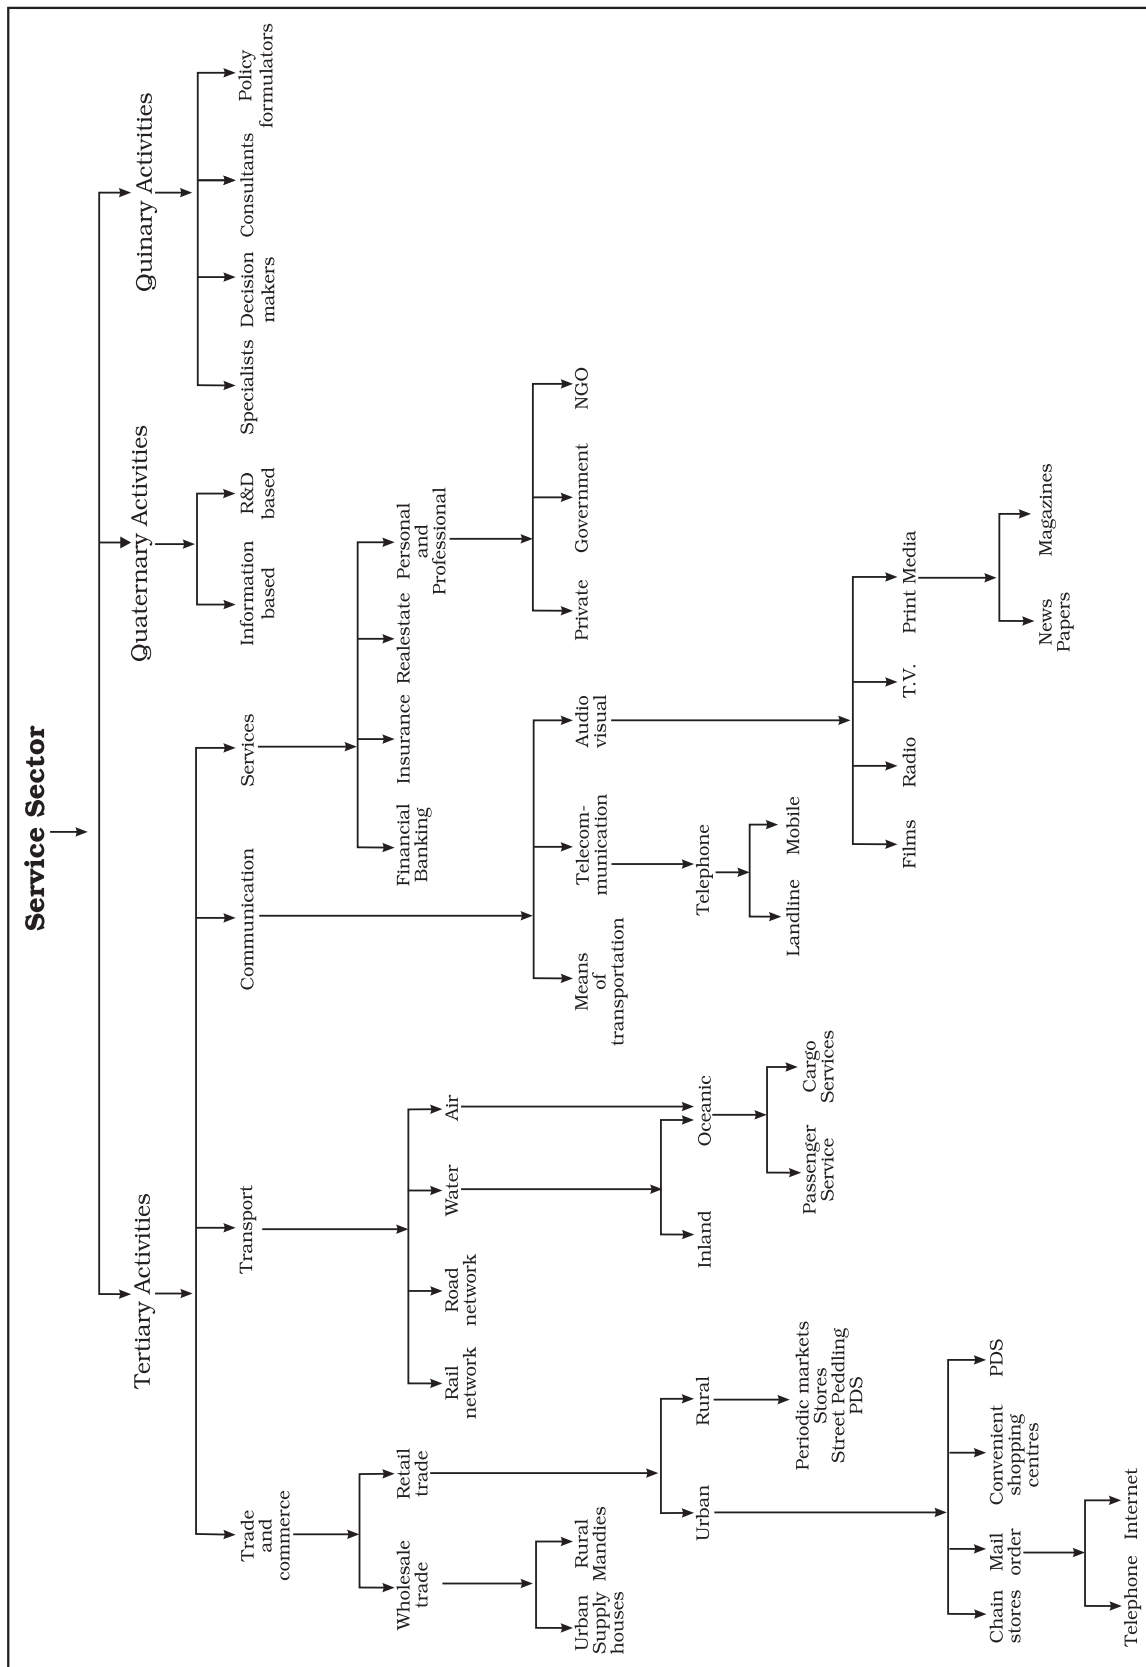 Service Sector
Tertiary Activities
Quaternary Activities
Quinary Activities
Trade
and
commerce
Transport
Communication
Services
Information
based
R&D
based
Specialists
Decision
makers
Consultants
Policy
formulators
Wholesale
trade
Retail
trade
Rail
network
Road
network
Water
Air
Financial
Banking
Insurance
Realestate
Personal
and
Professional
Urban
Supply
houses
Rural
Mandies
Means
of
transportation
Telecom-
munication
Audio
visual
Private
Government
NGO
Urban
Rural
Inland
Oceanic
Telephone
Periodic markets
Stores
Street Peddling
PDS
Passenger
Service
Cargo
Services
Landline
Mobile
Films
Radio
T.V.
Print Media
Chain
stores
Mail
order
Convenient
shopping
centres
PDS
News
Papers
Magazines
Telephone
Internet